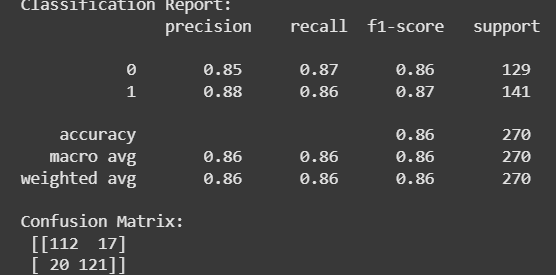 Classification Report:
precision recall f1-score support
0 0.85 0.87 0.86 129
1 0.88 0.86 0.87 141
accuracy 0.86 270
macro avg 0.86 0.86 0.86 270
weighted avg 0.86 0.86 0.86 270
Confusion Matrix:
[[112 17]
[ 20 121]]